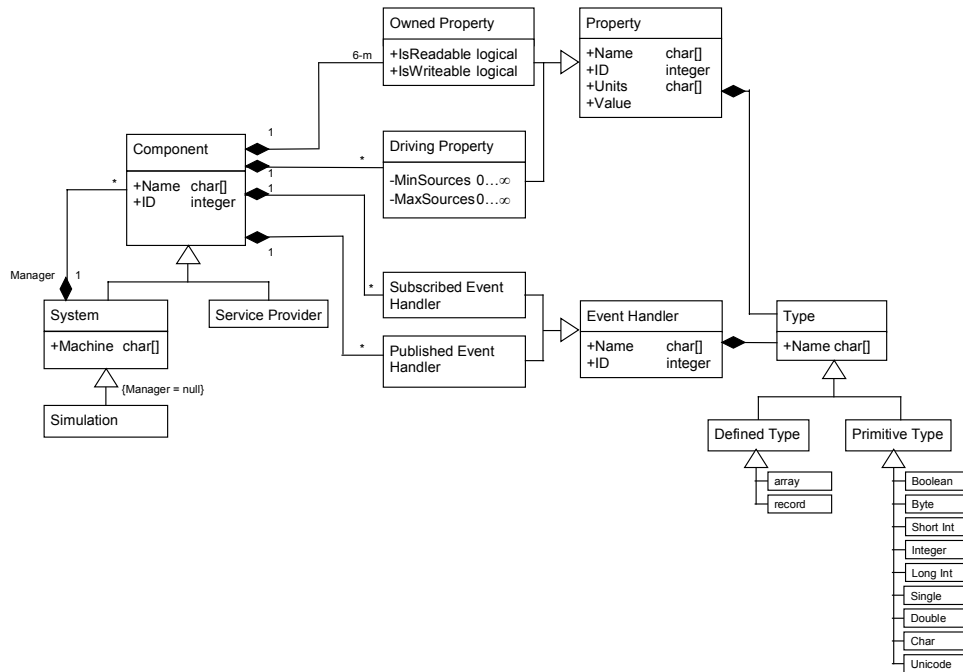 Owned Property
+IsReadable logical
+IsWriteable logical
Property
+Name char[]
+ID integer
+Units char[]
+Value
6-m
1
Component
+Name char[]
+ID integer
Driving Property
-MinSources 0...∞
-MaxSources 0...∞
*
1
1
1
*
Manager
1
System
+Machine char[]
Service Provider
{Manager = null}
Simulation
*
Subscribed Event
Handler
*
Published Event
Handler
Event Handler
+Name char[]
+ID integer
Type
+Name char[]
Defined Type
array
record
Primitive Type
Boolean
Byte
Short Int
Integer
Long Int
Single
Double
Char
Unicode